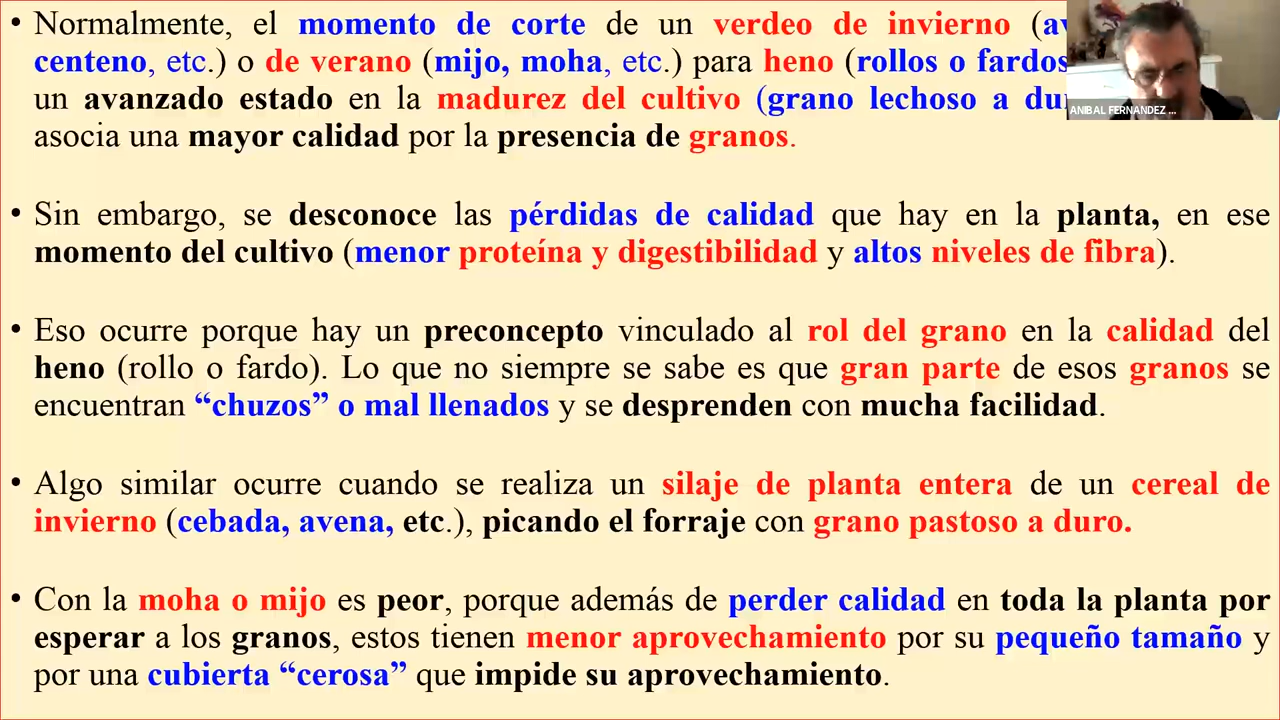 • Normalmente, el momento de corte de un verdeo de invierno
centeno, etc.) o de verano (mijo, moha, etc.) para heno (rollos o fardos
un avanzado estado en la madurez del cultivo (grano lechoso a
ANIBAL FERNANDEZ ...
asocia una mayor calidad por la presencia de granos.
• Sin embargo, se desconoce las pérdidas de calidad que hay en la planta, en ese
momento del cultivo (menor proteína y digestibilidad y altos niveles de fibra).
• Eso ocurre porque hay un preconcepto vinculado al rol del grano en la calidad del
heno (rollo o fardo). Lo que no siempre se sabe es que gran parte de esos granos se
encuentran “chuzos” o mal llenados y se desprenden con mucha facilidad.
• Algo similar ocurre cuando se realiza un silaje de planta entera de un cereal de
invierno (cebada, avena, etc.), picando el forraje con grano pastoso a duro.
• Con la moha o mijo es peor, porque además de perder calidad en toda la planta por
esperar a los granos, estos tienen menor aprovechamiento por su pequeño tamaño y
por una cubierta “cerosa” que impide su aprovechamiento.